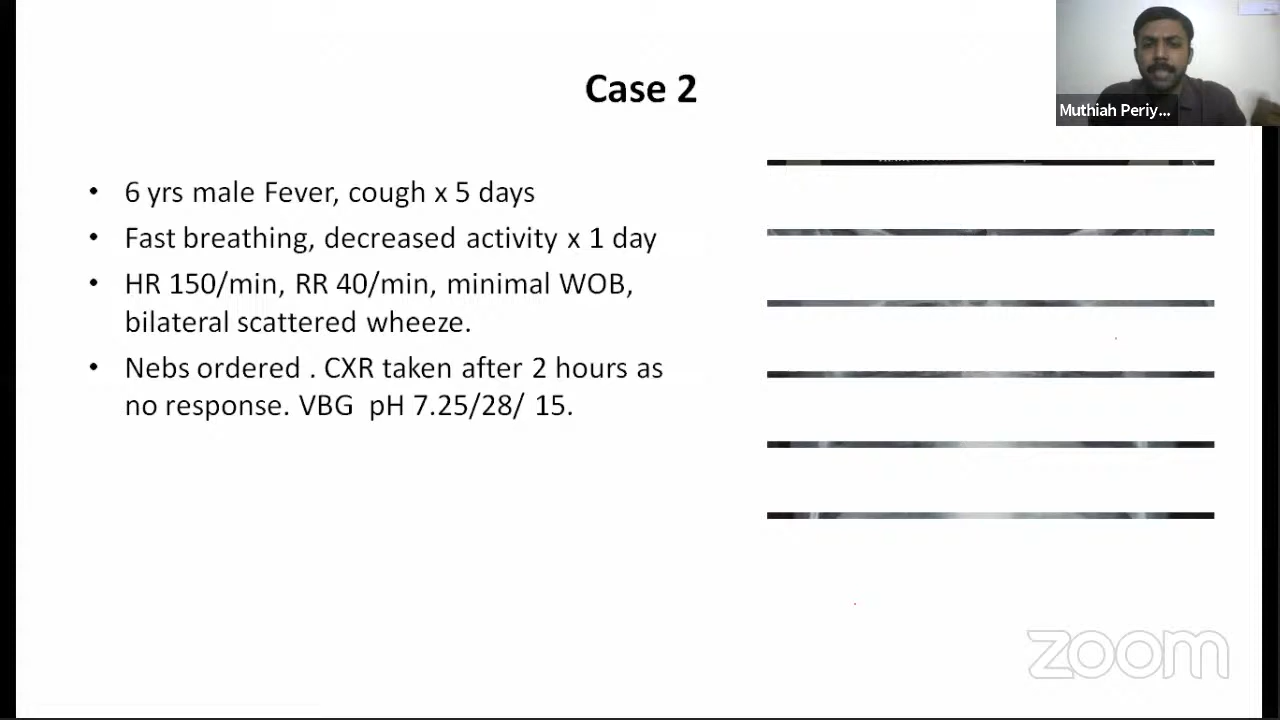 Case 2
Muthiah Periy...
• 6 yrs male Fever, cough x 5 days
• Fast breathing, decreased activity x 1 day
• HR 150/min, RR 40/min, minimal WOB,
bilateral scattered wheeze.
• Nebs ordered . CXR taken after 2 hours as
no response. VBG  pH 7.25/28/ 15.
zoom